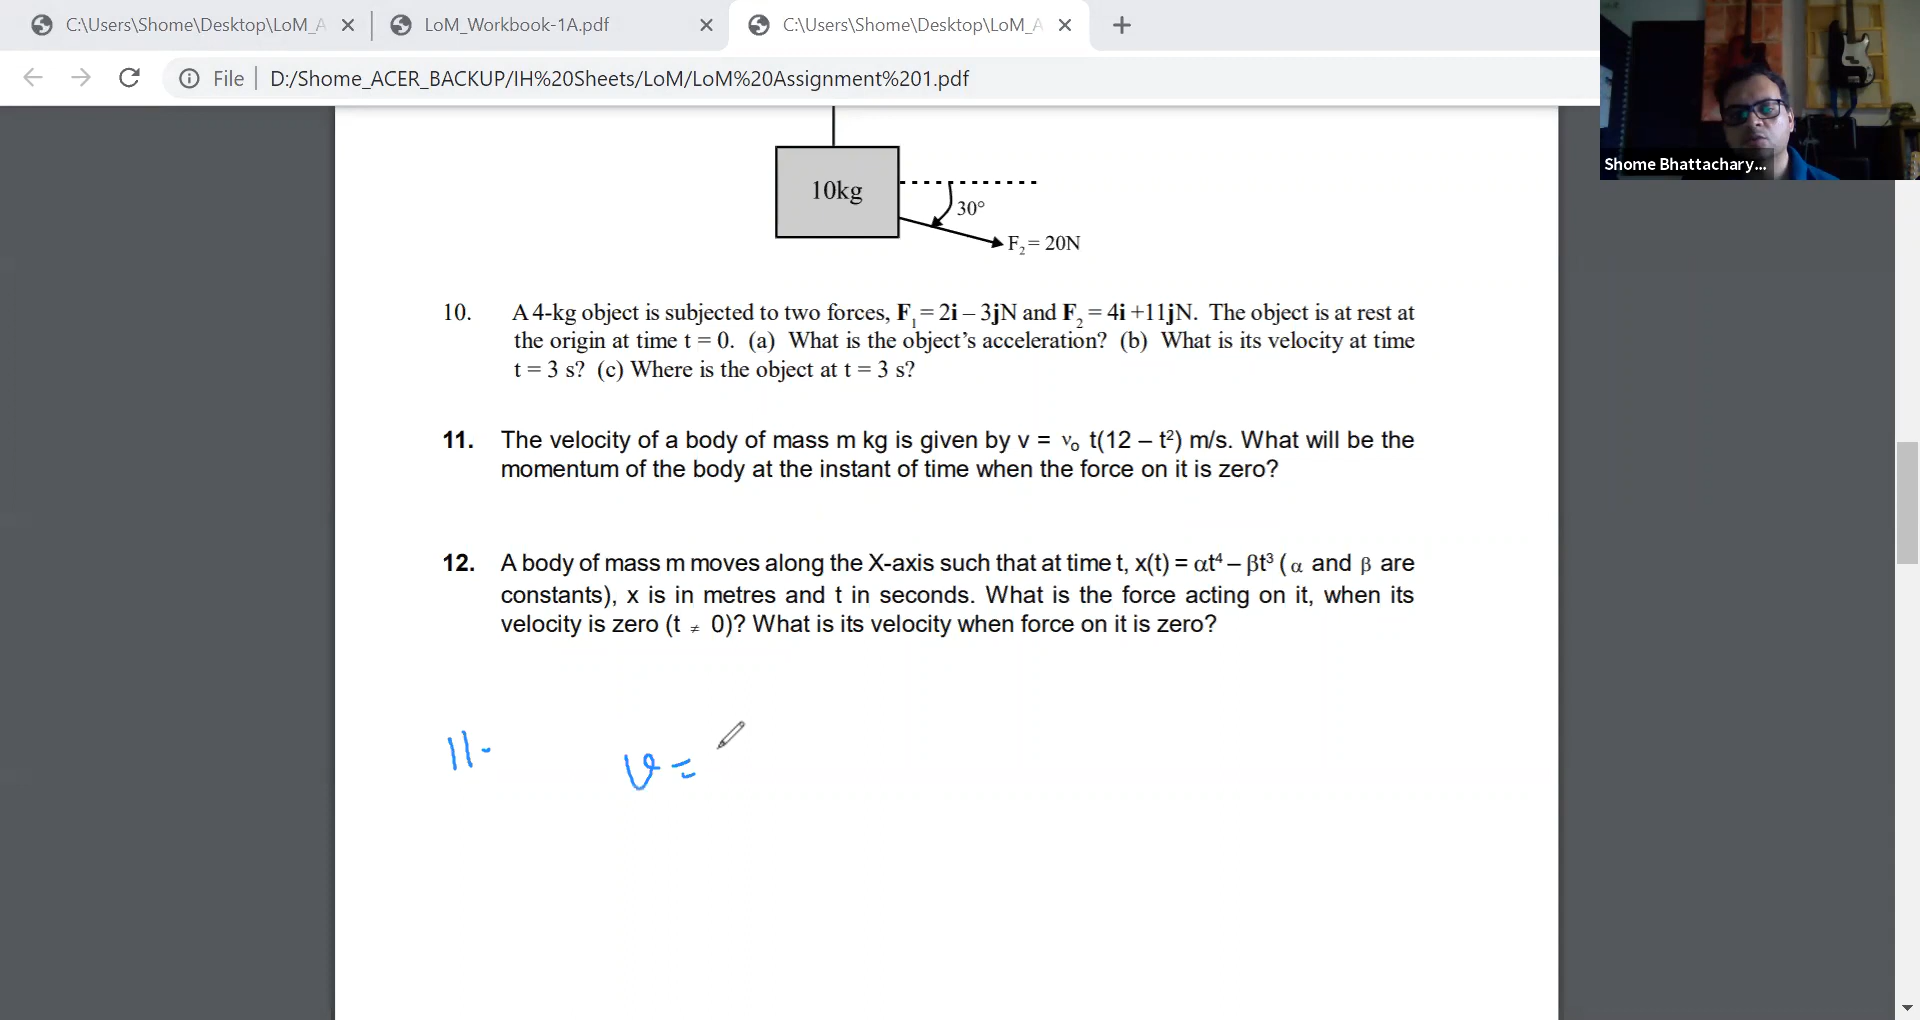 C:\Users\Shome\Desktop\LoM_A
LoM_Workbook-1A.pdf
C:\Users\Shome\Desktop\LoM_A
File
D:/Shome_ACER_BACKUP/IH%20Sheets/LoM/LoM%20Assignment%201.pdf
Shome Bhattachary...
10kg
30°
F₂ = 20N
10. A 4-kg object is subjected to two forces, F₁ = 2i – 3jN and F₂ = 4i +11jN. The object is at rest at
the origin at time t = 0. (a) What is the object's acceleration? (b) What is its velocity at time
t = 3 s? (c) Where is the object at t = 3 s?
11. The velocity of a body of mass m kg is given by v = v₀ t(12 – t²) m/s. What will be the
momentum of the body at the instant of time when the force on it is zero?
12. A body of mass m moves along the X-axis such that at time t, x(t) = αt⁴ – βt³ ( α and β are
constants), x is in metres and t in seconds. What is the force acting on it, when its
velocity is zero (t ≠ 0)? What is its velocity when force on it is zero?
11. v =